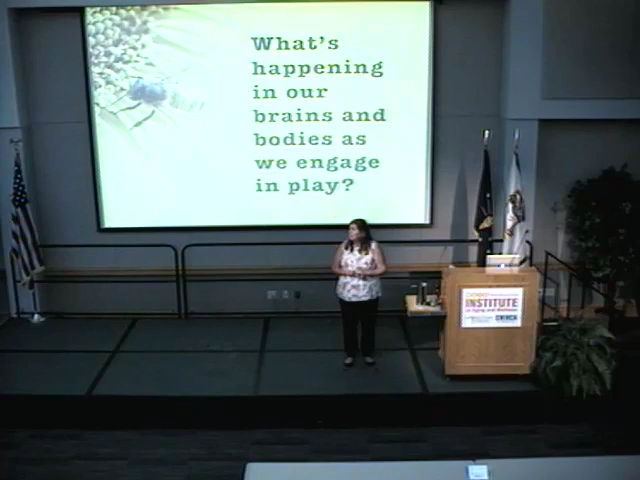 What's
happening
in our
brains and
bodies as
we engage
in play?
INSTITUTE